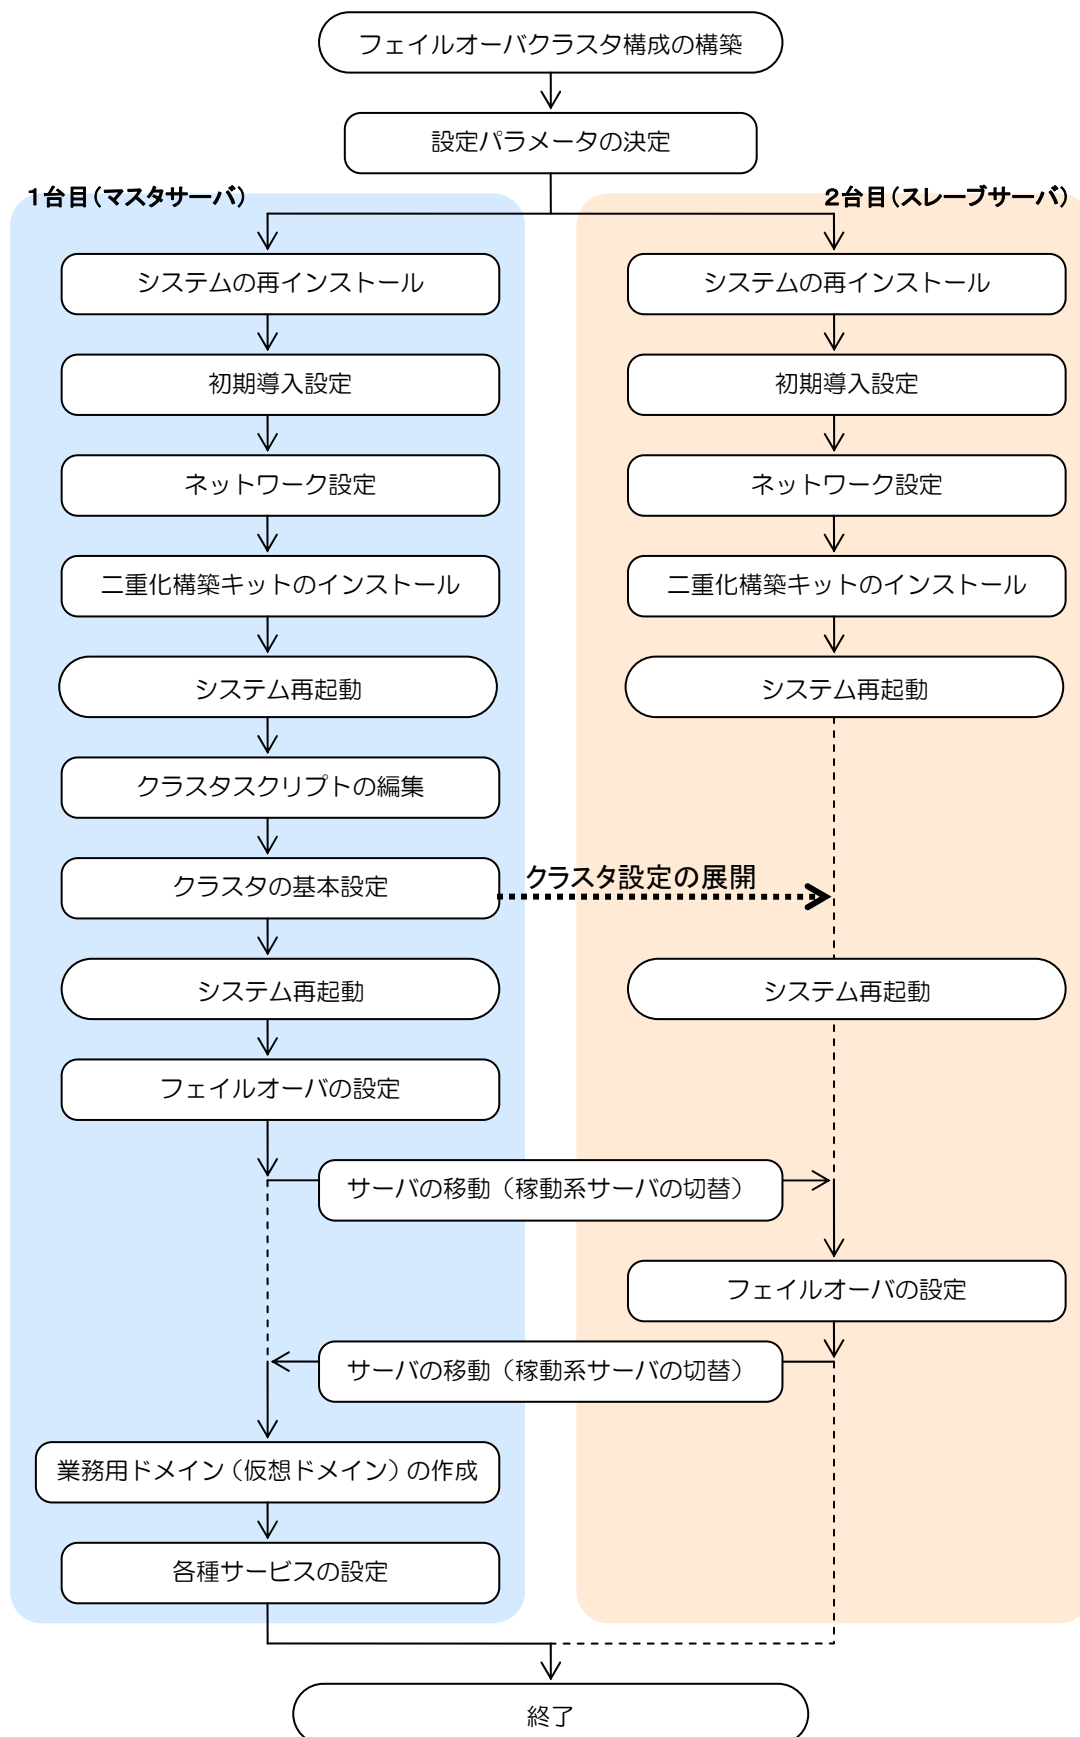 フェイルオーバクラスタ構成の構築
設定パラメータの決定
1台目（マスタサーバ）
2台目（スレーブサーバ）
システムの再インストール
システムの再インストール
初期導入設定
初期導入設定
ネットワーク設定
ネットワーク設定
二重化構築キットのインストール
二重化構築キットのインストール
システム再起動
システム再起動
クラスタスクリプトの編集
クラスタの基本設定
クラスタ設定の展開
システム再起動
システム再起動
フェイルオーバの設定
サーバの移動（稼動系サーバの切替）
フェイルオーバの設定
サーバの移動（稼動系サーバの切替）
業務用ドメイン（仮想ドメイン）の作成
各種サービスの設定
終了